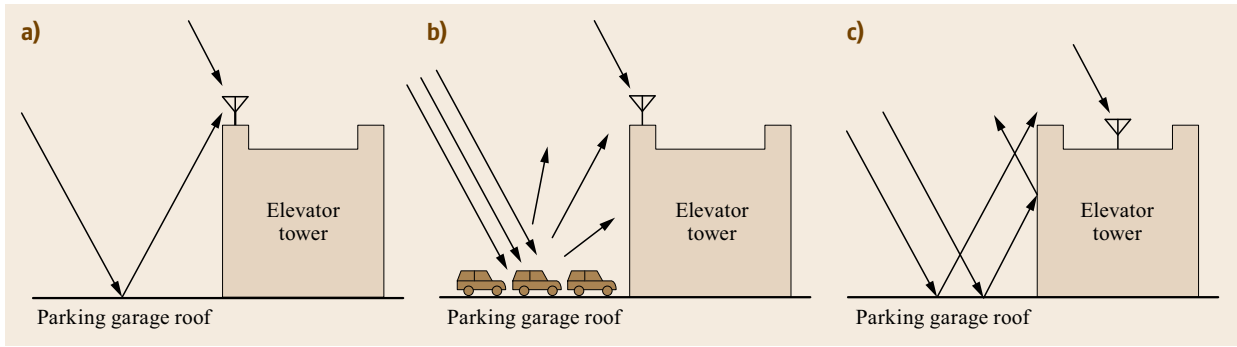 a)
Elevator
tower
Parking garage roof
b)
Elevator
tower
Parking garage roof
c)
Elevator
tower
Parking garage roof